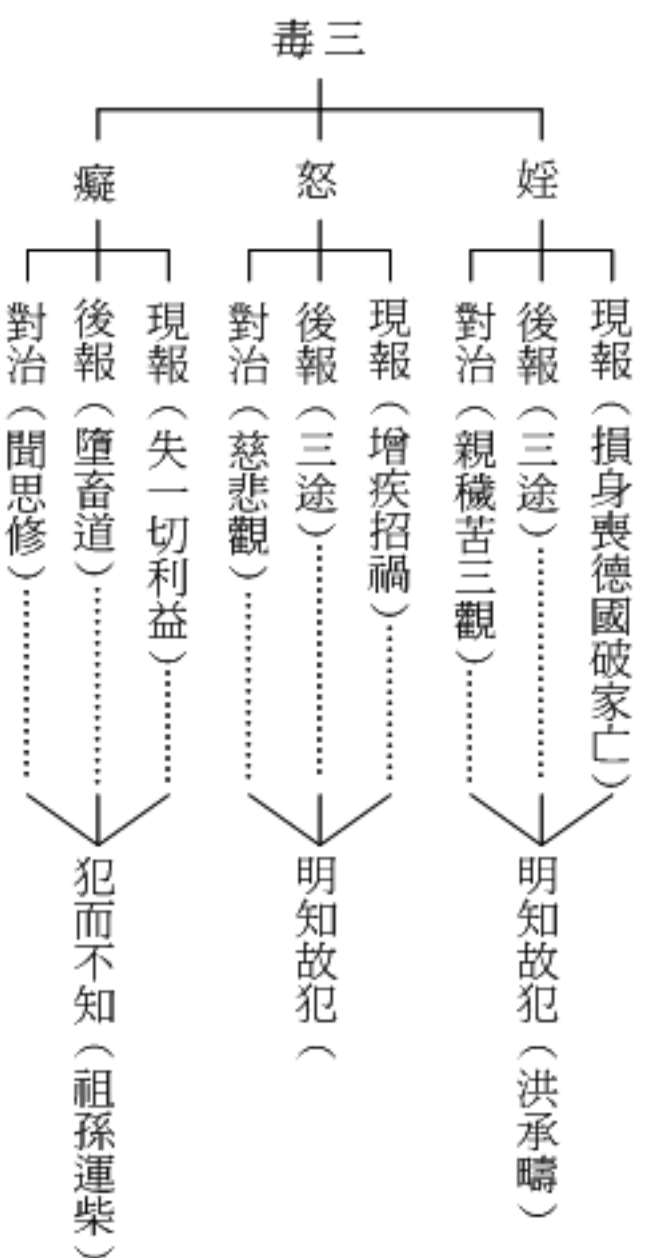 三毒
婬
現報（損身喪德國破家亡）
後報（三途）
對治（親穢苦三觀）
明知故犯（洪承疇）
怒
現報（增疾招禍）
後報（三途）
對治（慈悲觀）
明知故犯（
癡
現報（失一切利益）
後報（墮畜道）
對治（聞思修）
犯而不知（祖孫運柴）